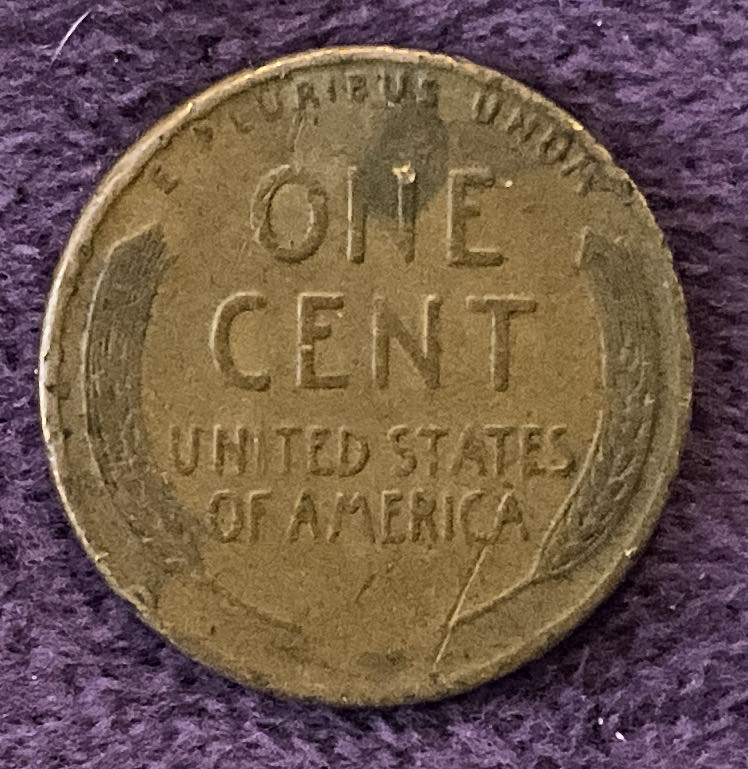 E PLURIBUS UNUM
ONE
CENT
UNITED STATES
OF AMERICA